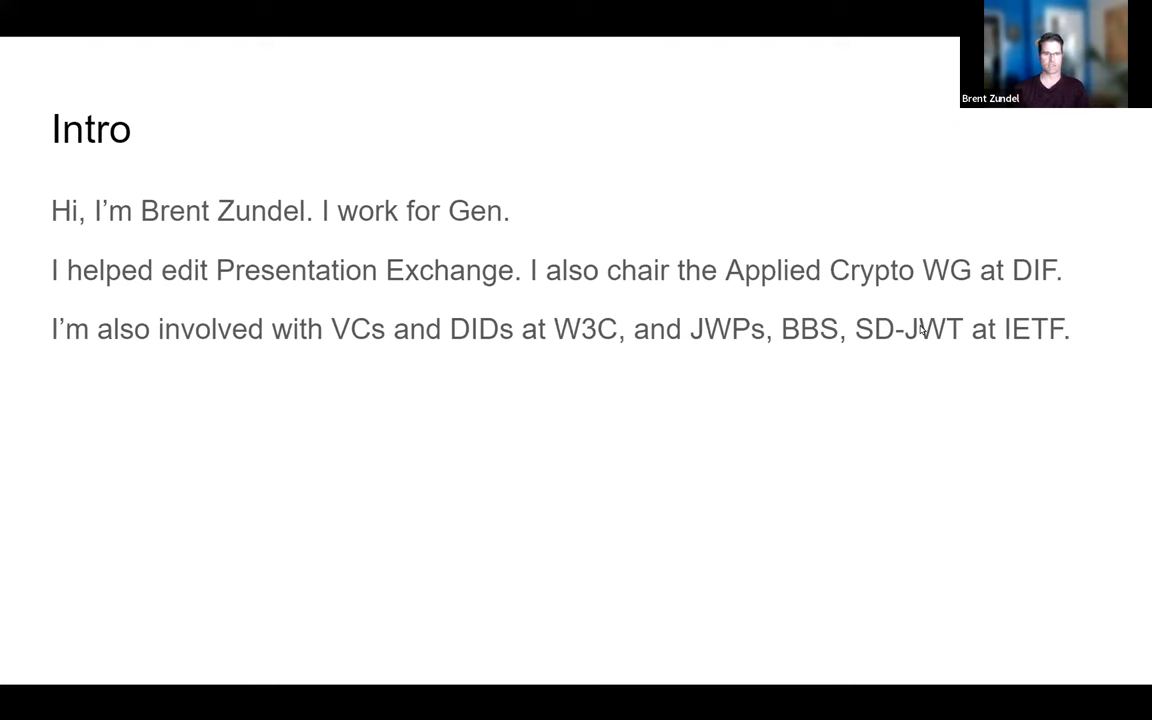 Brent Zundel
Intro
Hi, I’m Brent Zundel. I work for Gen.
I helped edit Presentation Exchange. I also chair the Applied Crypto WG at DIF.
I’m also involved with VCs and DIDs at W3C, and JWPs, BBS, SD-JWT at IETF.